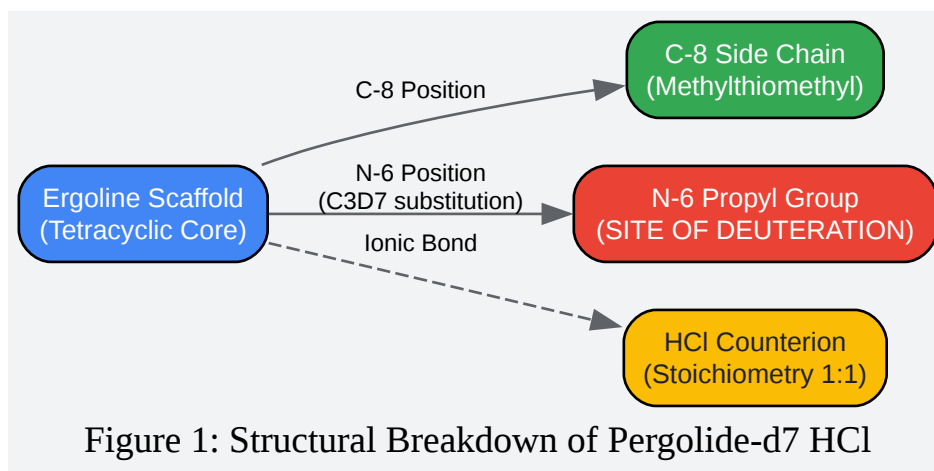 C-8 Side Chain
(Methylthiomethyl)
C-8 Position
Ergoline Scaffold
(Tetracyclic Core)
N-6 Position
(C3D7 substitution)
N-6 Propyl Group
(SITE OF DEUTERATION)
Ionic Bond
HCl Counterion
(Stoichiometry 1:1)
Figure 1: Structural Breakdown of Pergolide-d7 HCl